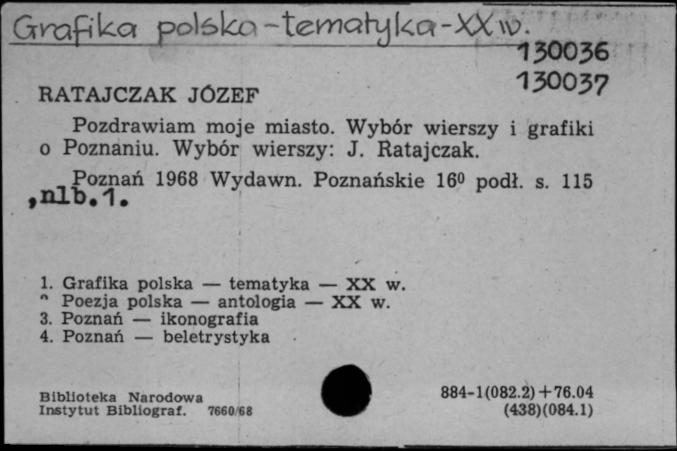 Grafika polska-tematyka-XX w.
130036
130037
RATAJCZAK JÓZEF
Pozdrawiam moje miasto. Wybór wierszy i grafiki
o Poznaniu. Wybór wierszy: J. Ratajczak.
Poznań 1968 Wydawn. Poznańskie 16⁰ podł. s. 115
,nlb.1.
1. Grafika polska — tematyka — XX w.
" Poezja polska — antologia — XX w.
3. Poznań — ikonografia
4. Poznań — beletrystyka
Biblioteka Narodowa
Instytut Bibliograf. 7660/68
884-1(082.2)+76.04
(438)(084.1)